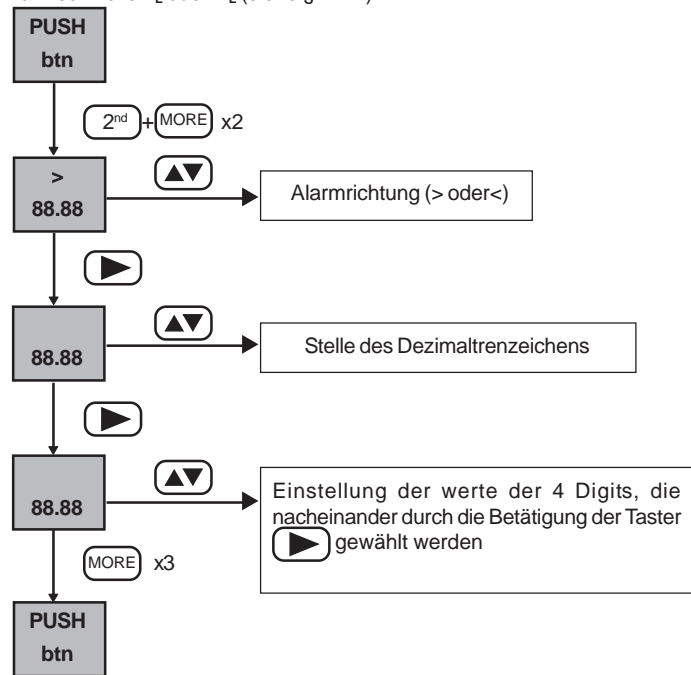 PUSH
btn
2nd + MORE x2
>
88.88
Alarmrichtung (> oder<)
88.88
Stelle des Dezimaltrenzeichens
88.88
Einstellung der werte der 4 Digits, die
nacheinander durch die Betätigung der Taster
gewählt werden
MORE x3
PUSH
btn